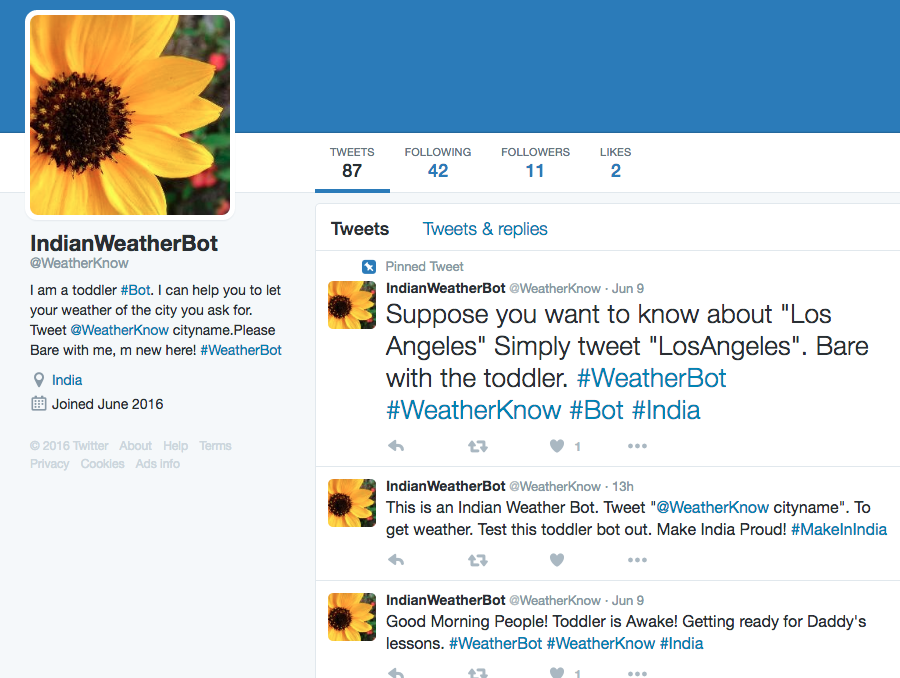 TWEETS FOLLOWING FOLLOWERS LIKES
87 42 11 2
IndianWeatherBot
@WeatherKnow
I am a toddler #Bot. I can help you to let
your weather of the city you ask for.
Tweet @WeatherKnow cityname.Please
Bare with me, m new here! #WeatherBot
India
Joined June 2016
© 2016 Twitter About Help Terms
Privacy Cookies Ads info
Tweets Tweets & replies
Pinned Tweet
IndianWeatherBot @WeatherKnow · Jun 9
Suppose you want to know about "Los
Angeles" Simply tweet "LosAngeles". Bare
with the toddler. #WeatherBot
#WeatherKnow #Bot #India
1
IndianWeatherBot @WeatherKnow · 13h
This is an Indian Weather Bot. Tweet "@WeatherKnow cityname". To
get weather. Test this toddler bot out. Make India Proud! #MakeInIndia
IndianWeatherBot @WeatherKnow · Jun 9
Good Morning People! Toddler is Awake! Getting ready for Daddy's
lessons. #WeatherBot #WeatherKnow #India
1